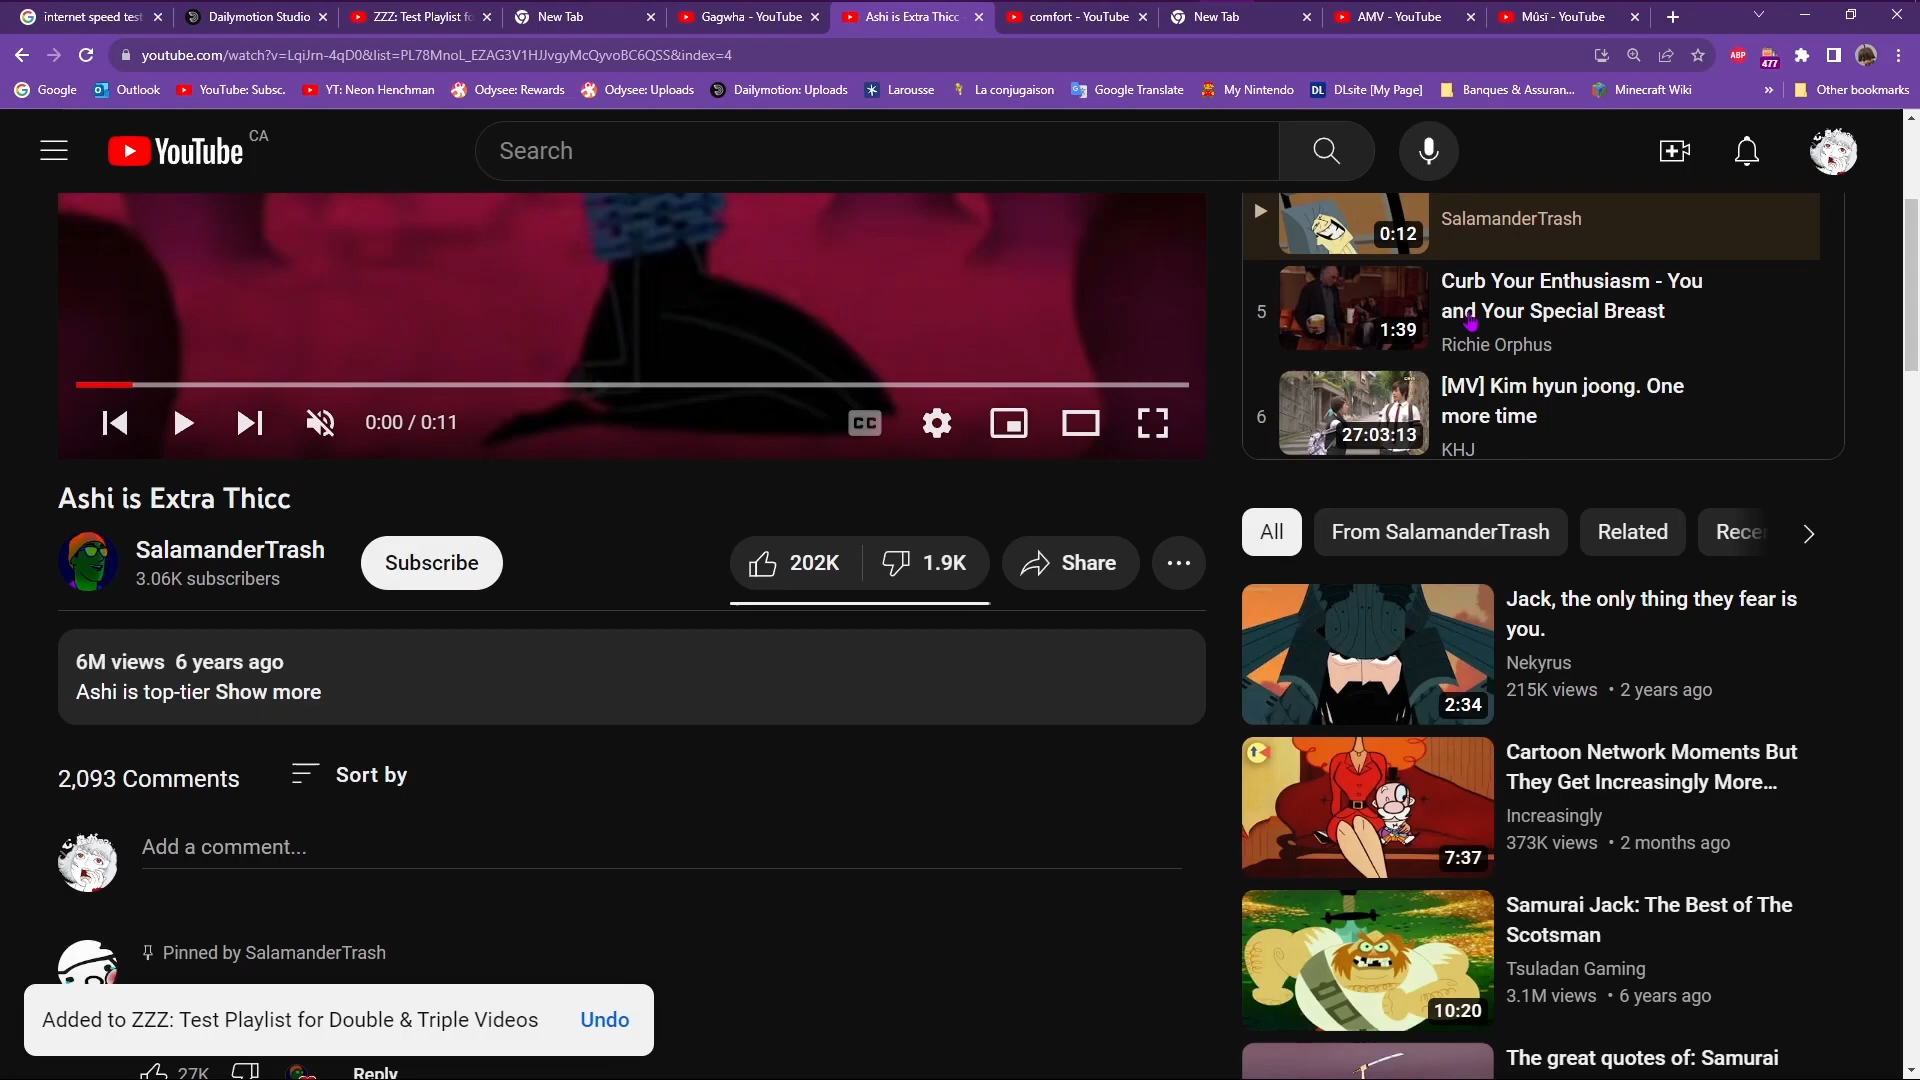 internet speed test
Dailymotion Studio
ZZZ: Test Playlist fo
New Tab
Gagwha - YouTube
Ashi is Extra Thicc
comfort - YouTube
New Tab
AMV - YouTube
Mûsï - YouTube
youtube.com/watch?v=LqiJrn-4qD0&list=PL78MnoL_EZAG3V1HJJvgyMcQyvoBC6QSS&index=4
ABP
477
Google
Outlook
YouTube: Subsc.
YT: Neon Henchman
Odysee: Rewards
Odysee: Uploads
Dailymotion: Uploads
Larousse
La conjugaison
Google Translate
My Nintendo
DL DLsite [My Page]
Banques & Assuran...
Minecraft Wiki
»
Other bookmarks
YouTube CA
Search
0:12
SalamanderTrash
5
1:39
Curb Your Enthusiasm - You
and Your Special Breast
Richie Orphus
6
27:03:13
[MV] Kim hyun joong. One
more time
KHJ
0:00 / 0:11
CC
Ashi is Extra Thicc
SalamanderTrash
3.06K subscribers
Subscribe
202K
1.9K
Share
All
From SalamanderTrash
Related
Rece
6M views 6 years ago
Ashi is top-tier Show more
2,093 Comments
Sort by
Add a comment...
Pinned by SalamanderTrash
27K
Reply
Added to ZZZ: Test Playlist for Double & Triple Videos
Undo
2:34
Jack, the only thing they fear is
you.
Nekyrus
215K views • 2 years ago
7:37
Cartoon Network Moments But
They Get Increasingly More...
Increasingly
373K views • 2 months ago
10:20
Samurai Jack: The Best of The
Scotsman
Tsuladan Gaming
3.1M views • 6 years ago
The great quotes of: Samurai